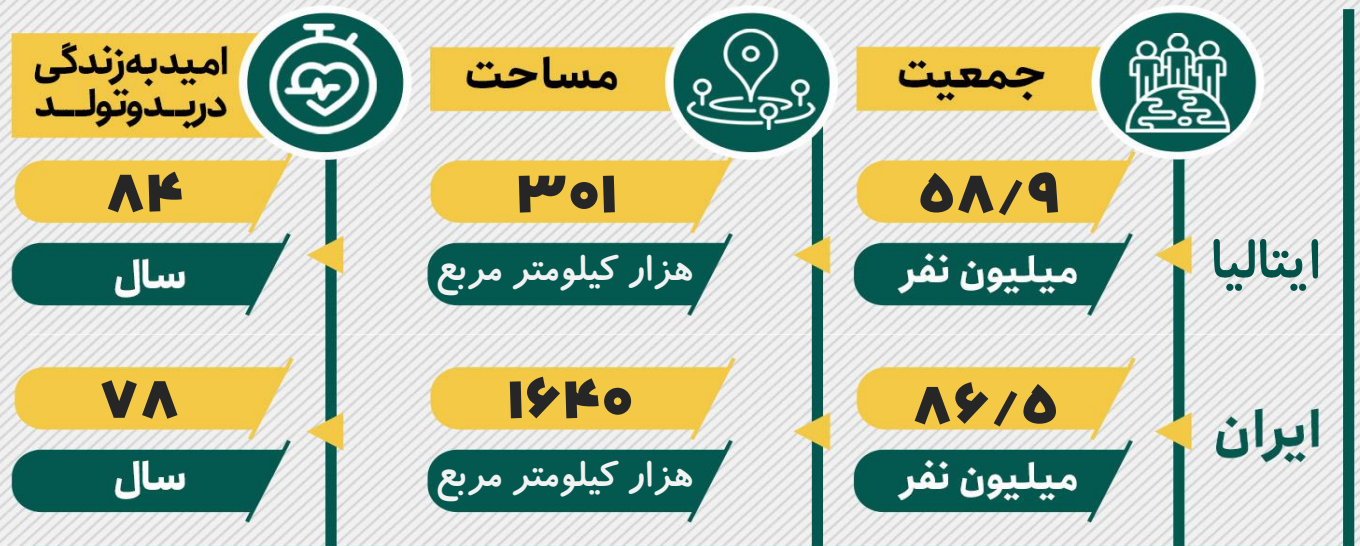 جمعیت
مساحت
امیدبه‌زندگی
دربدوتولد
ایتالیا
۵۸/۹
میلیون نفر
۳۰۱
هزار کیلومتر مربع
۸۴
سال
ایران
۸۶/۵
میلیون نفر
۱۶۴۰
هزار کیلومتر مربع
۷۸
سال